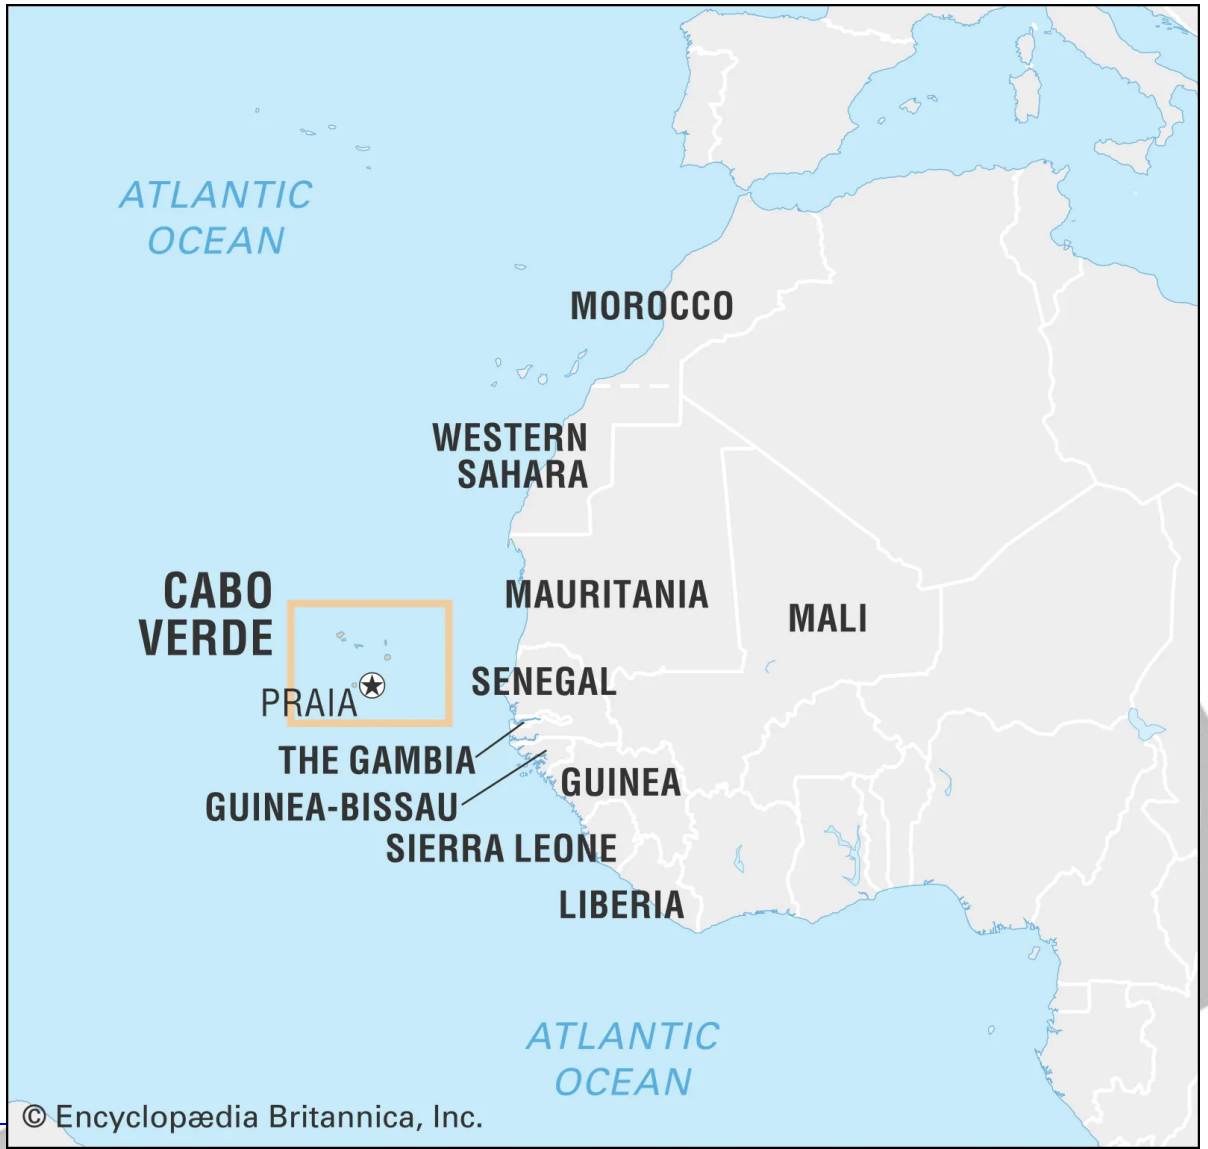 ATLANTIC
OCEAN
MOROCCO
WESTERN
SAHARA
CABO
VERDE
MAURITANIA
MALI
SENEGAL
PRAIA
THE GAMBIA
GUINEA
GUINEA-BISSAU
SIERRA LEONE
LIBERIA
ATLANTIC
OCEAN
© Encyclopædia Britannica, Inc.